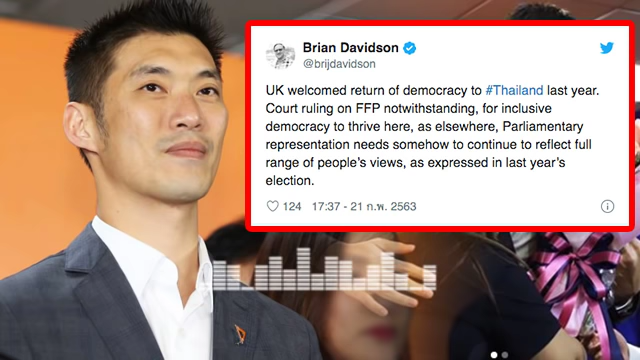 Brian Davidson
@brijdavidson
UK welcomed return of democracy to #Thailand last year.
Court ruling on FFP notwithstanding, for inclusive
democracy to thrive here, as elsewhere, Parliamentary
representation needs somehow to continue to reflect full
range of people's views, as expressed in last year's
election.
124 17:37 - 21 ก.พ. 2563